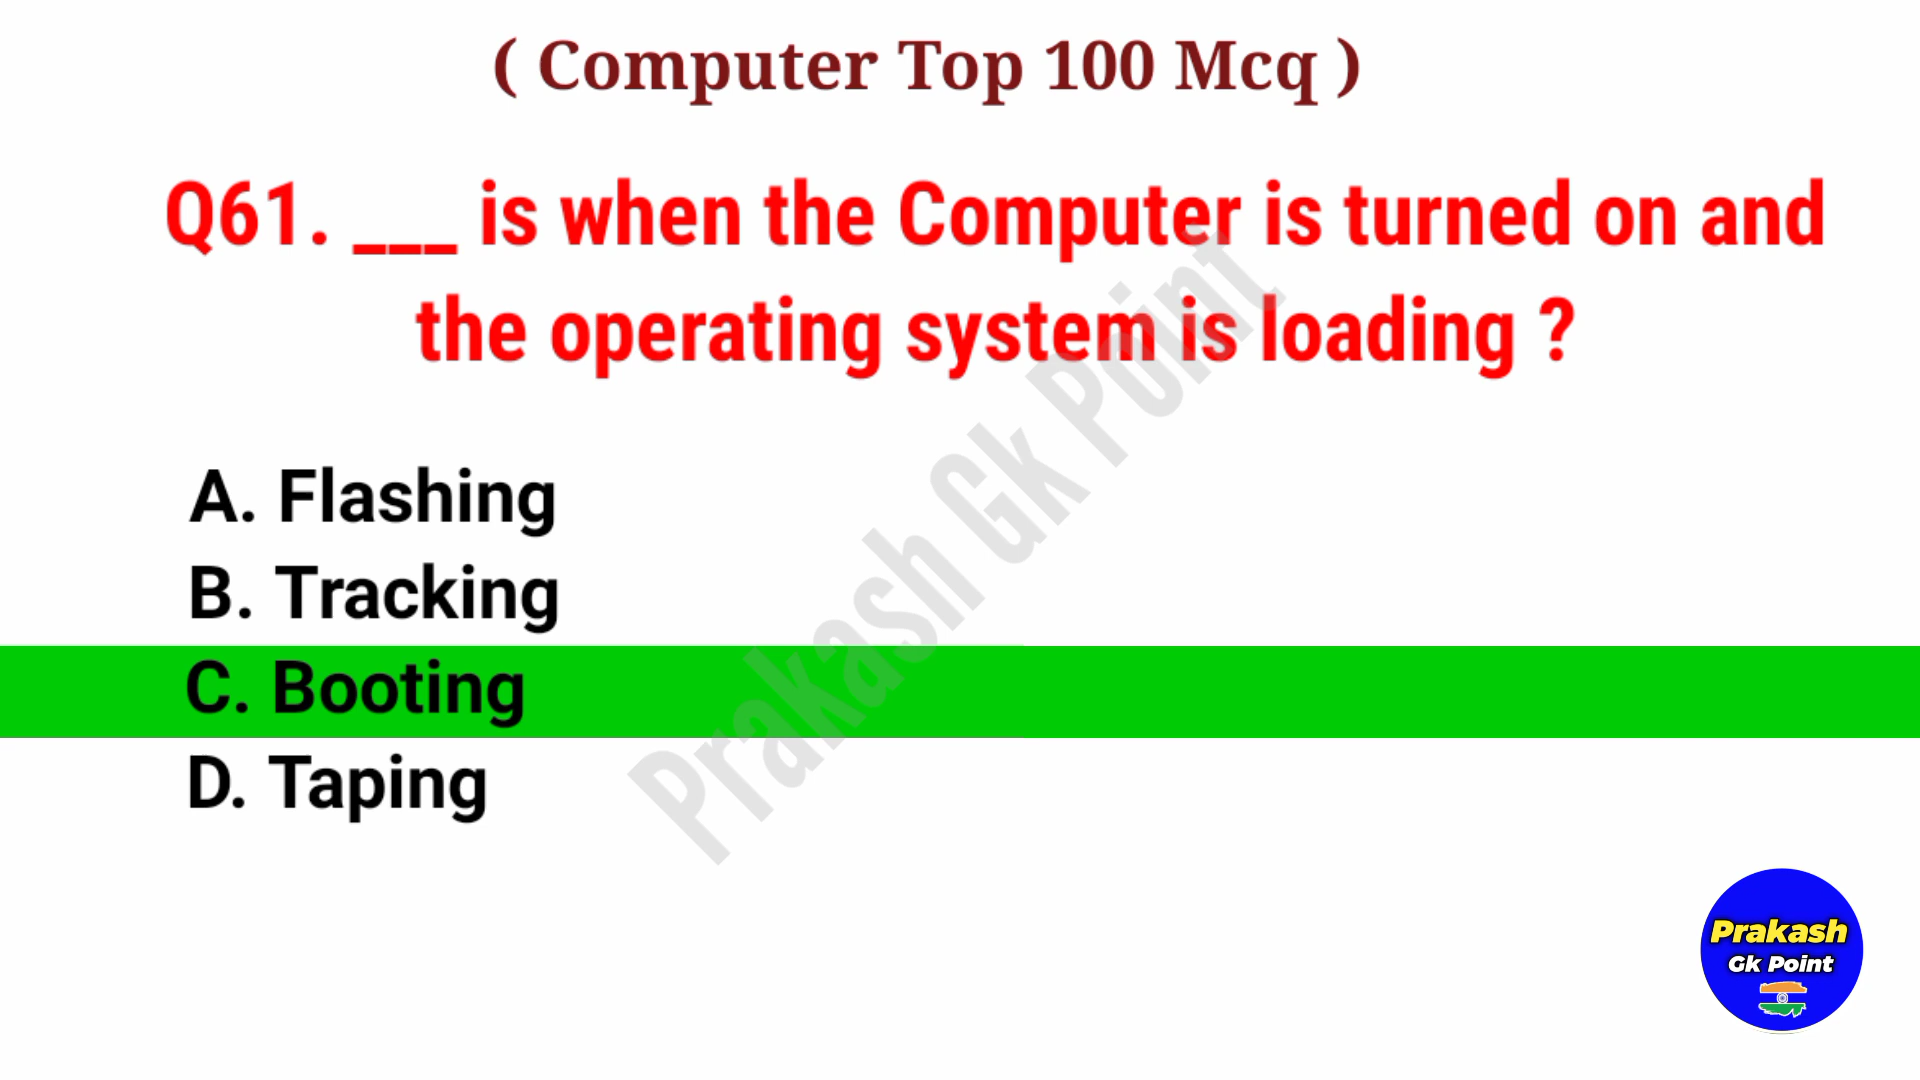 ( Computer Top 100 Mcq )
Q61. ___ is when the Computer is turned on and
the operating system is loading ?
A. Flashing
B. Tracking
C. Booting
D. Taping
Prakash Gk Point
Prakash
Gk Point